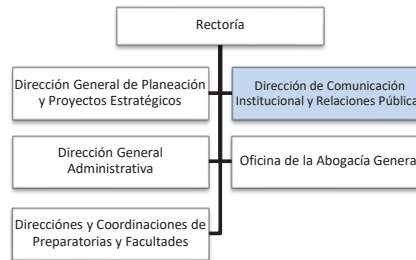 Rectoría
Dirección General de Planeación
y Proyectos Estratégicos
Dirección de Comunicación
Institucional y Relaciones Pública
Dirección General
Administrativa
Oficina de la Abogacía Genera
Direcciónes y Coordinaciones de
Preparatorias y Facultades